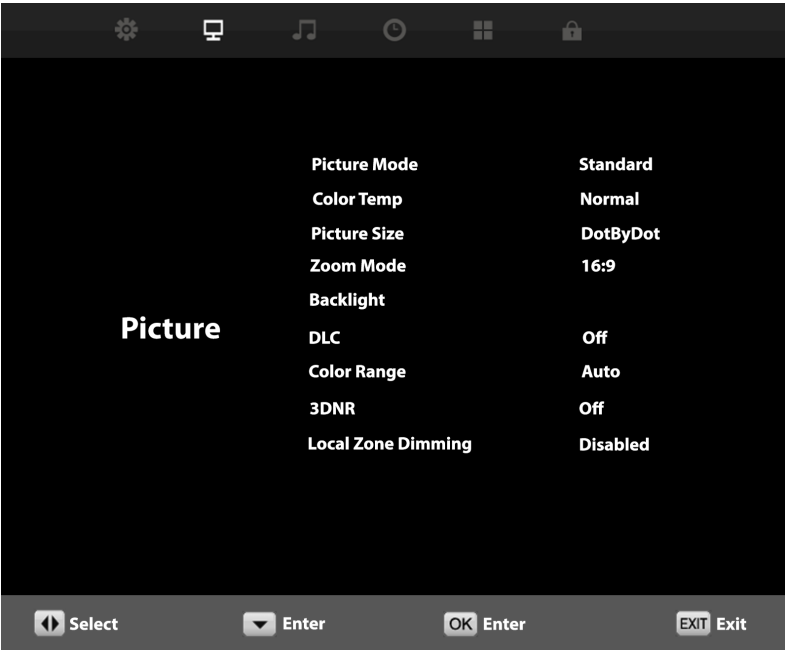 Picture Mode Standard
Color Temp Normal
Picture Size DotByDot
Zoom Mode 16:9
Backlight
Picture
DLC Off
Color Range Auto
3DNR Off
Local Zone Dimming Disabled
Select Enter OK Enter EXIT Exit